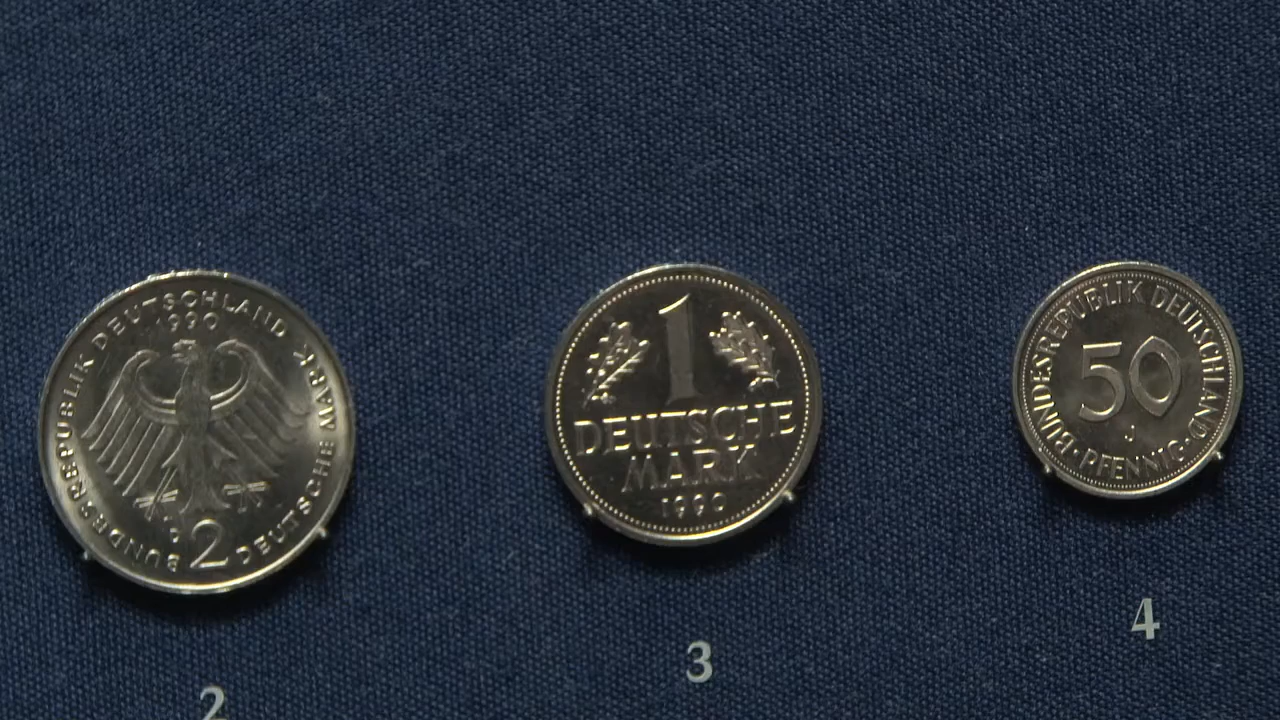 BUNDESREPUBLIK DEUTSCHLAND
1990
DEUTSCHE MARK
D
2
1
DEUTSCHE
MARK
1990
BUNDESREPUBLIK DEUTSCHLAND
50
J
PFENNIG
2
3
4